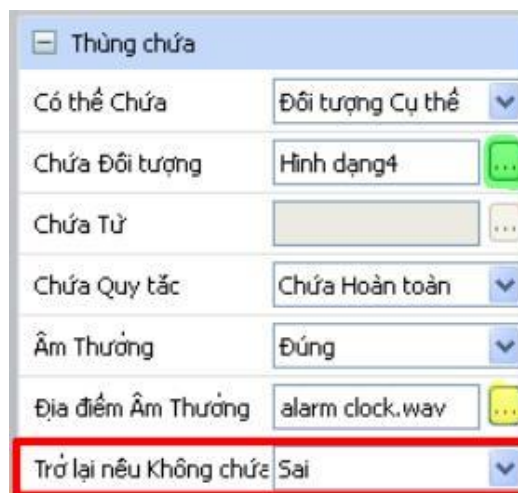 Thùng chứa
Có thể Chứa Đối tượng Cụ thể
Chứa Đối tượng Hình dạng4 ...
Chứa Từ ...
Chứa Quy tắc Chứa Hoàn toàn
Âm Thưởng Đúng
Địa điểm Âm Thưởng alarm clock.wav ...
Trở lại nếu Không chứa Sai